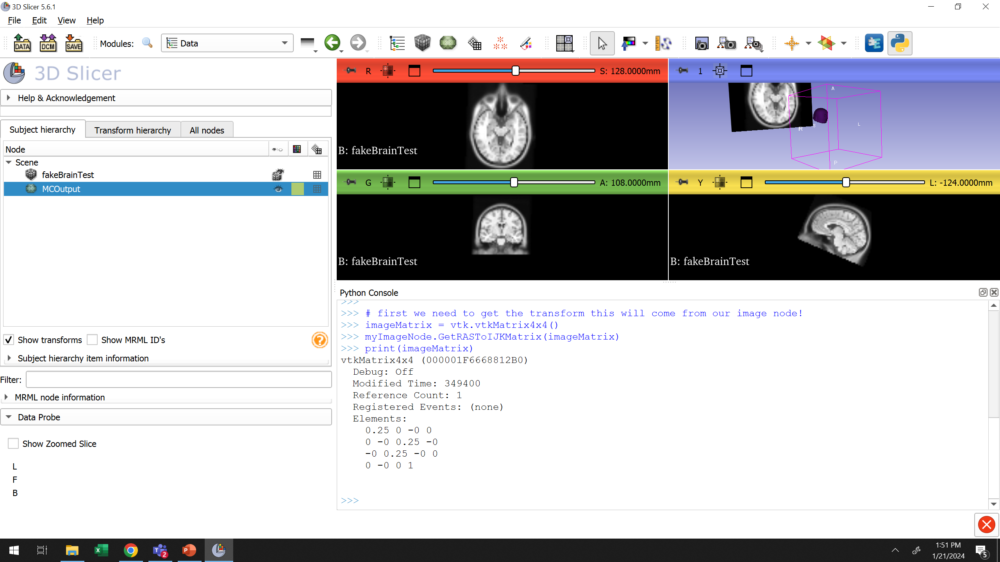 3D Slicer 5.6.1
File Edit View Help
DATA DCM SAVE Modules: Data
3D Slicer
Help & Acknowledgement
Subject hierarchy Transform hierarchy All nodes
Node
Scene
fakeBrainTest
MCOutput
Show transforms Show MRML ID's
Subject hierarchy item information
Filter:
MRML node information
Data Probe
Show Zoomed Slice
L
F
B
R S: 128.0000mm
B: fakeBrainTest
1
A
R S L
P
G A: 108.0000mm
B: fakeBrainTest
Y L: -124.0000mm
B: fakeBrainTest
Python Console
>>>
>>> # first we need to get the transform this will come from our image node!
>>> imageMatrix = vtk.vtkMatrix4x4()
>>> myImageNode.GetRASToIJKMatrix(imageMatrix)
>>> print(imageMatrix)
vtkMatrix4x4 (000001F6668812B0)
Debug: Off
Modified Time: 349400
Reference Count: 1
Registered Events: (none)
Elements:
0.25 0 -0 0
0 -0 0.25 -0
-0 0.25 -0 0
0 -0 0 1
>>>
2
1:51 PM
1/21/2024
5